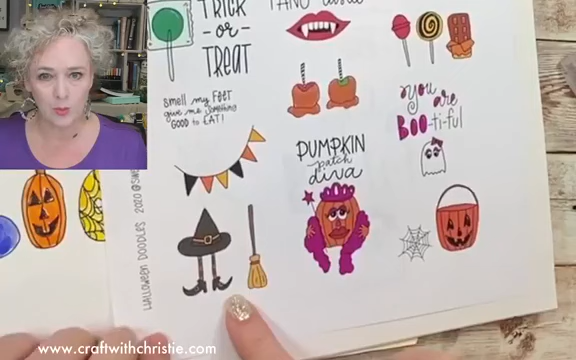 TRICK
-or-
TREAT
smell my FEET
give me something
GOOD to EAT!
you
are
BOO-ti-ful
PUMPKIN
patch
diva
HALLOWEEN DOODLES 2020
www.craftwithchristie.com